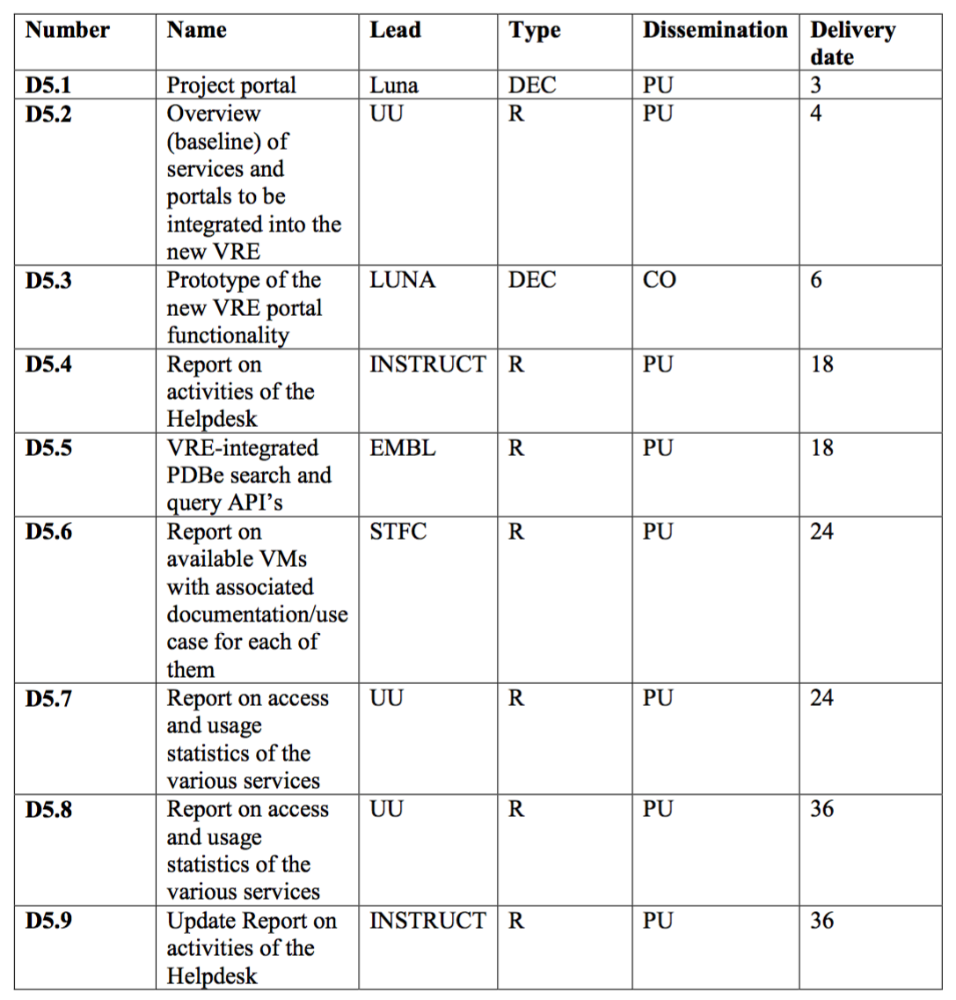 Number Name Lead Type Dissemination Delivery
date
D5.1 Project portal Luna DEC PU 3
D5.2 Overview UU R PU 4
(baseline) of
services and
portals to be
integrated into the
new VRE
D5.3 Prototype of the LUNA DEC CO 6
new VRE portal
functionality
D5.4 Report on INSTRUCT R PU 18
activities of the
Helpdesk
D5.5 VRE-integrated EMBL R PU 18
PDBe search and
query API’s
D5.6 Report on STFC R PU 24
available VMs
with associated
documentation/use
case for each of
them
D5.7 Report on access UU R PU 24
and usage
statistics of the
various services
D5.8 Report on access UU R PU 36
and usage
statistics of the
various services
D5.9 Update Report on INSTRUCT R PU 36
activities of the
Helpdesk